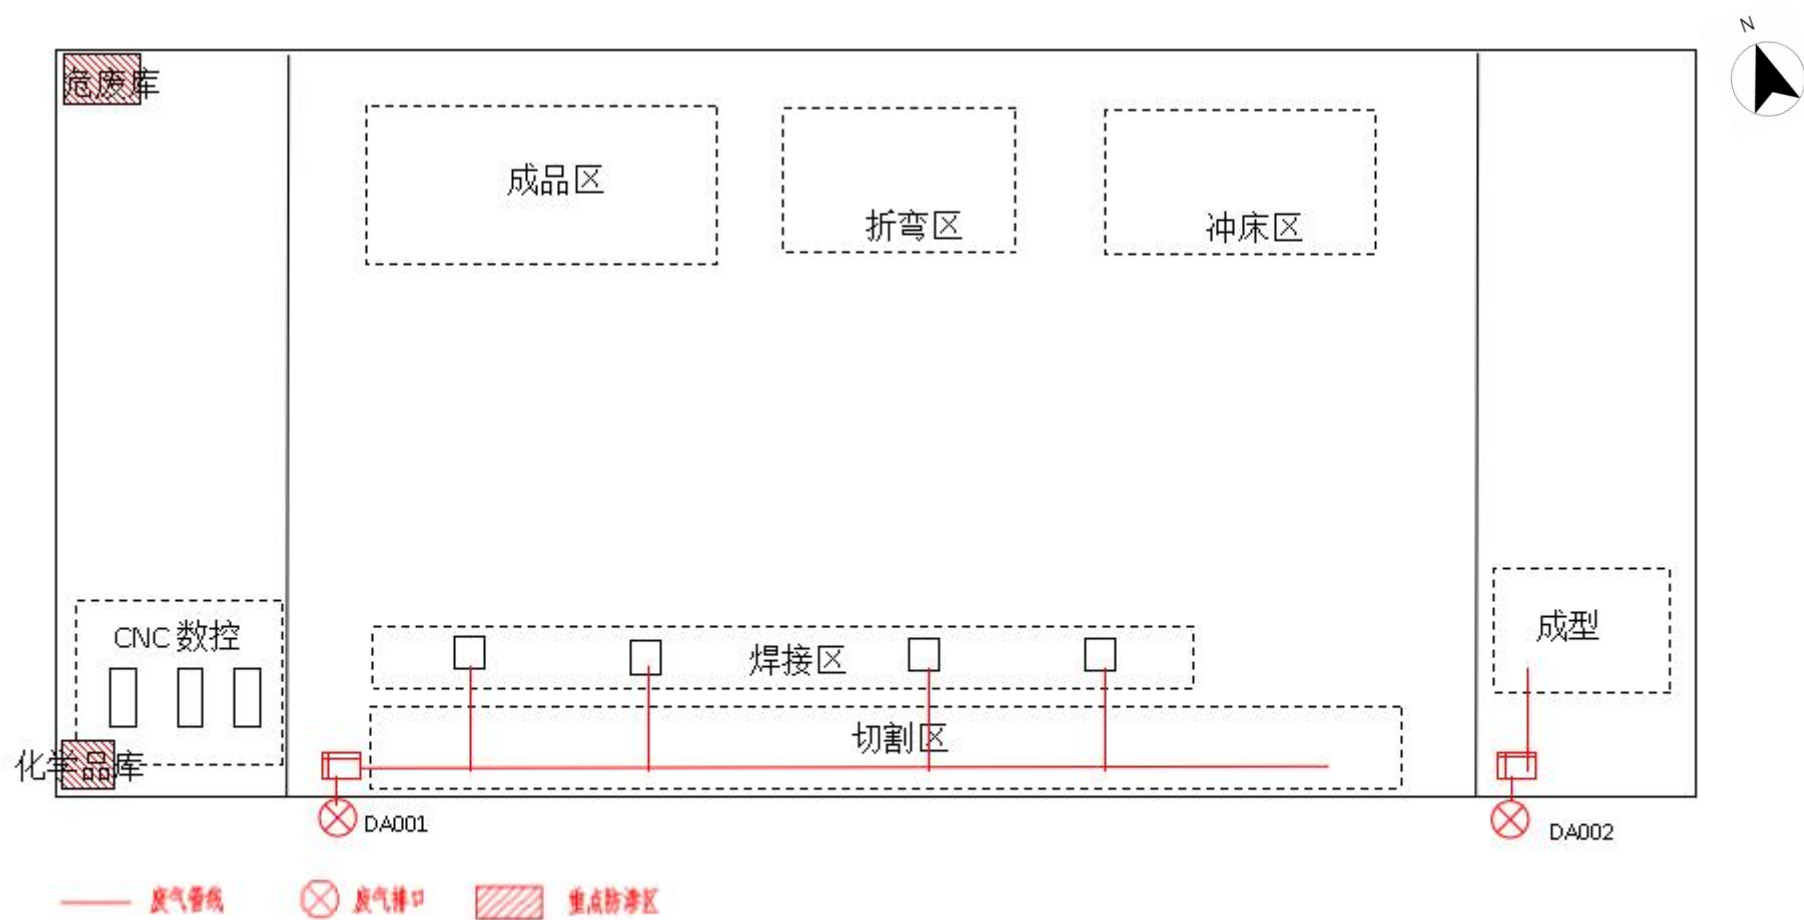 N
危废库
成品区
折弯区
冲床区
CNC 数控
焊接区
成型
切割区
化学品库
DA001
DA002
废气管线
废气排口
重点防渗区